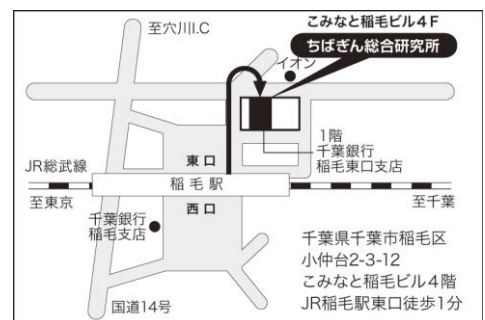 こみなと稲毛ビル4F
ちばぎん総合研究所
至穴川I.C
イオン
1階
千葉銀行
稲毛東口支店
東口
JR総武線
稲毛駅
至東京
至千葉
西口
千葉銀行
稲毛支店
千葉県千葉市稲毛区
小仲台2-3-12
こみなと稲毛ビル4階
JR稲毛駅東口徒歩1分
国道14号